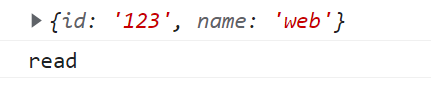 ▶ {id: '123', name: 'web'}
read